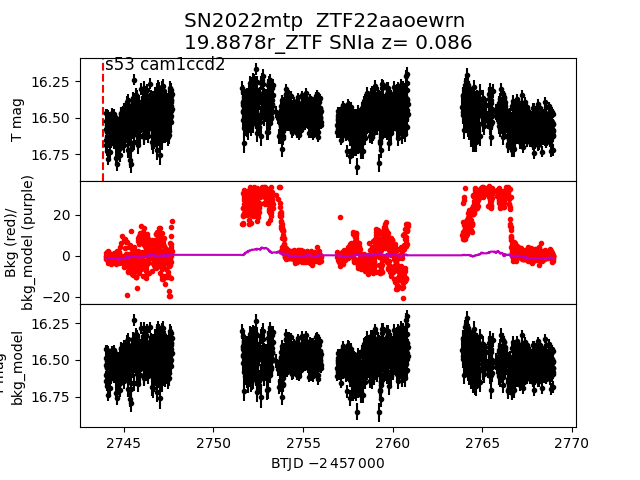 SN2022mtp ZTF22aaoewrn
19.8878r_ZTF SNIa z= 0.086
s53 cam1ccd2
16.25
16.50
16.75
T mag
20
0
−20
Bkg (red)/
bkg_model (purple)
16.25
16.50
16.75
bkg_model
2745
2750
2755
2760
2765
2770
BTJD −2 457 000